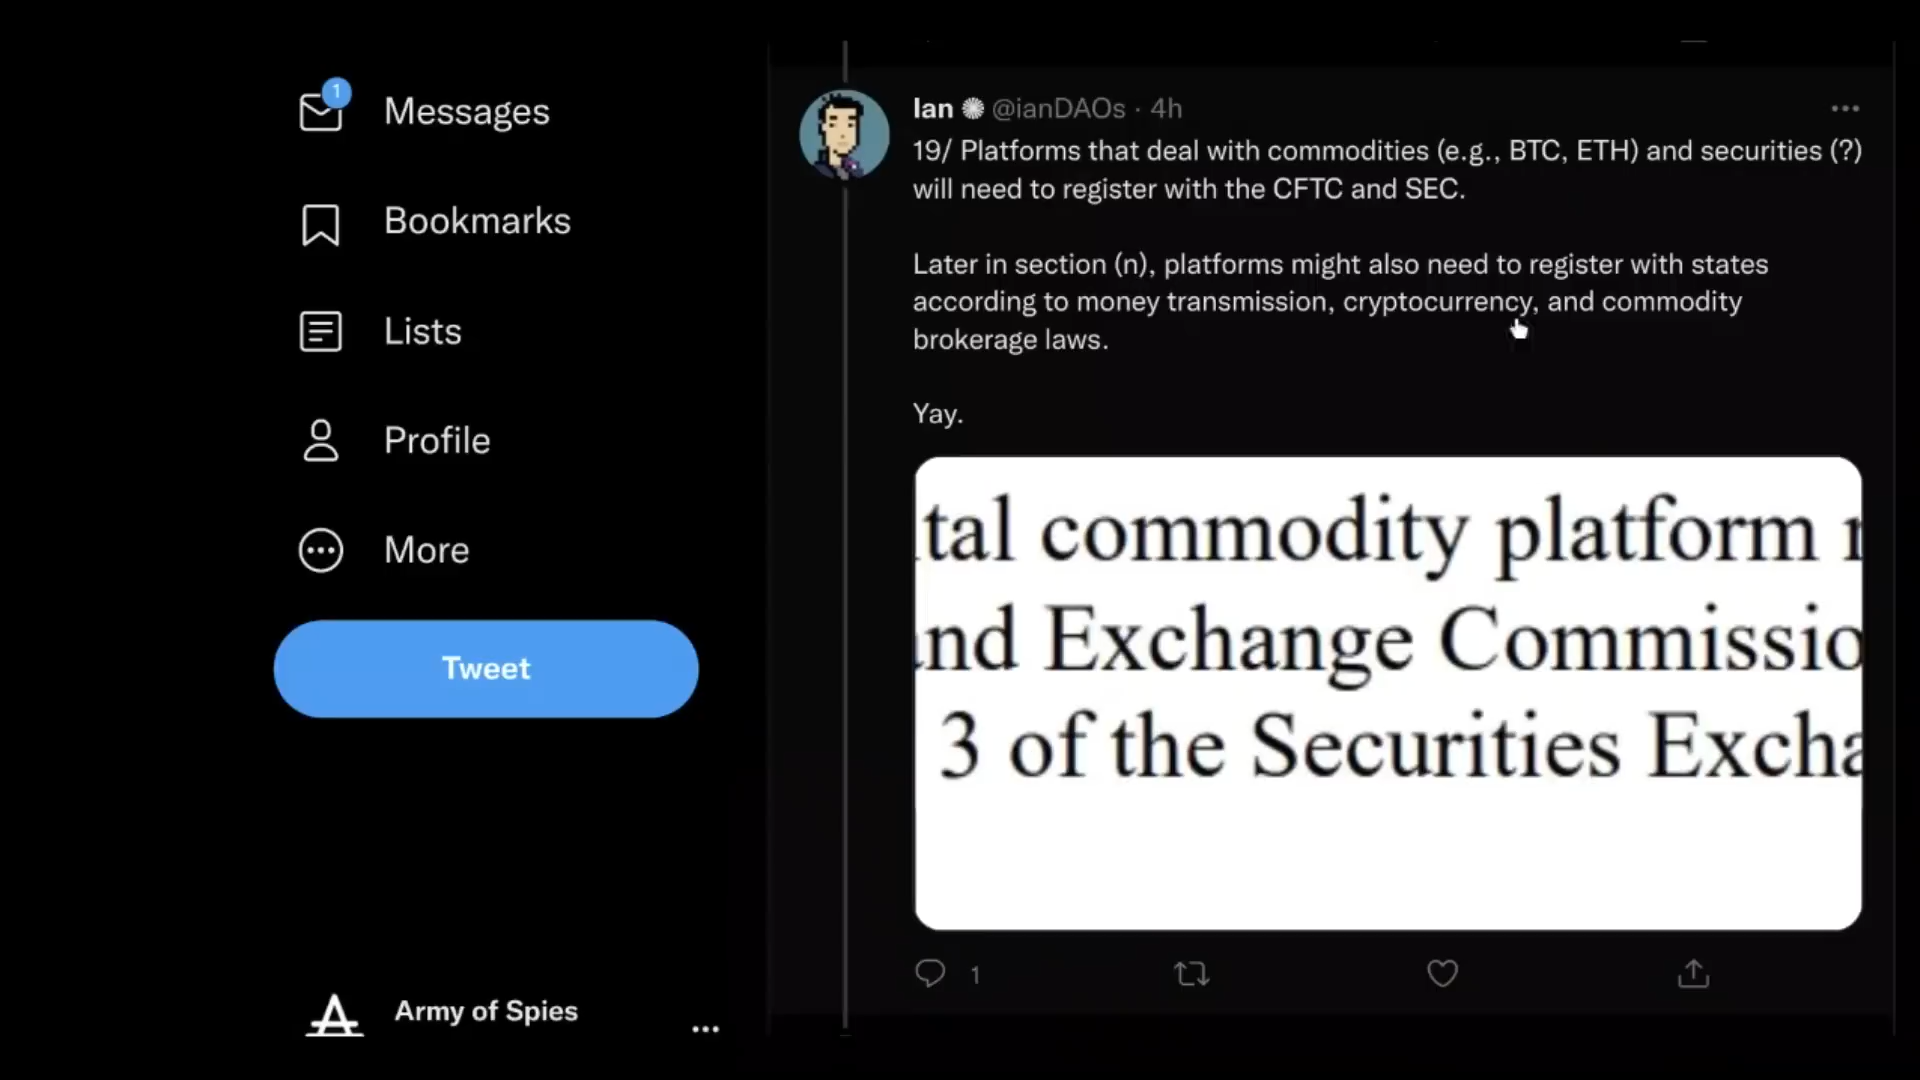 1
Messages
Bookmarks
Lists
Profile
More
Tweet
Army of Spies
Ian @ianDAOs · 4h
19/ Platforms that deal with commodities (e.g., BTC, ETH) and securities (?)
will need to register with the CFTC and SEC.
Later in section (n), platforms might also need to register with states
according to money transmission, cryptocurrency, and commodity
brokerage laws.
Yay.
tal commodity platform
nd Exchange Commissio
3 of the Securities Excha
1